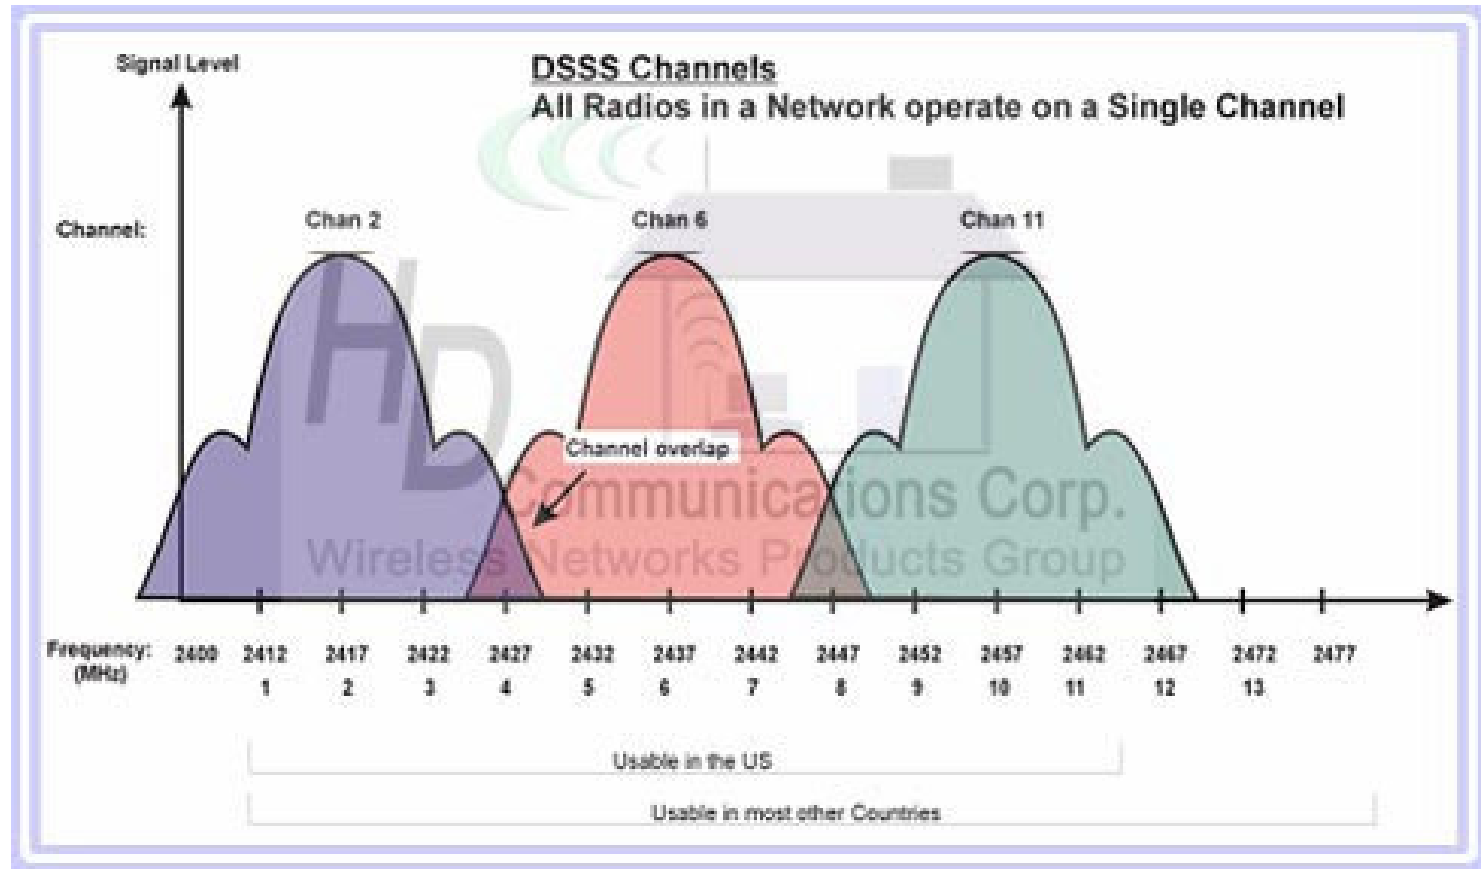 Signal Level
DSSS Channels
All Radios in a Network operate on a Single Channel
Channel:
Chan 2
Chan 6
Chan 11
HD
Channel overlap
Communications Corp.
Wireless Networks Products Group
Frequency: 2400 2412 2417 2422 2427 2432 2437 2442 2447 2452 2457 2462 2467 2472 2477
(MHz)
1 2 3 4 5 6 7 8 9 10 11 12 13
Usable in the US
Usable in most other Countries